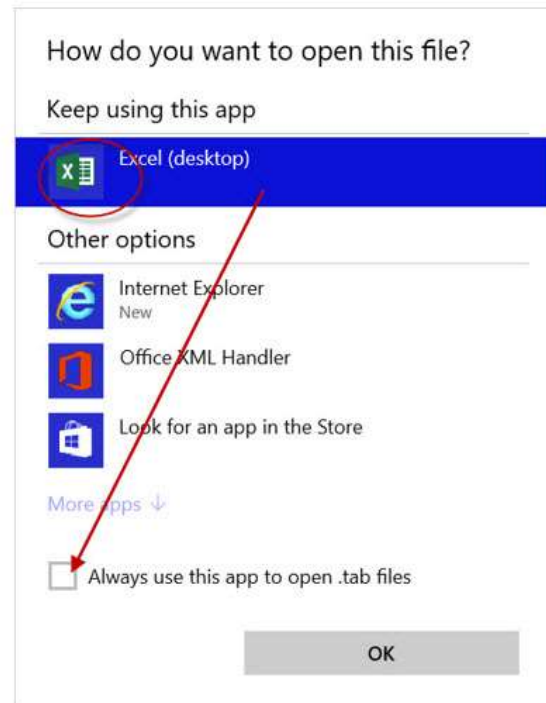 How do you want to open this file?
Keep using this app
Excel (desktop)
Other options
Internet Explorer
New
Office XML Handler
Look for an app in the Store
More apps ↓
Always use this app to open .tab files
OK